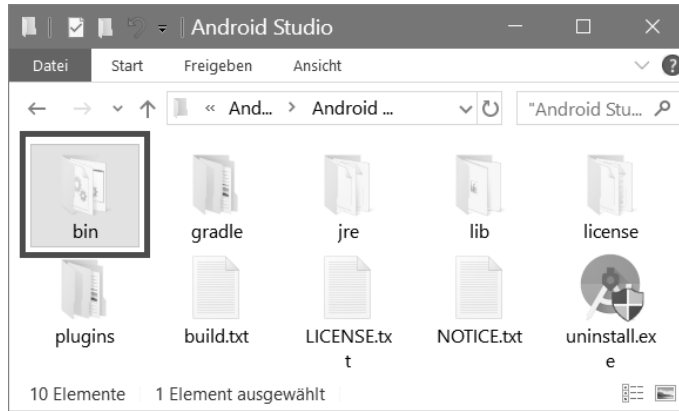 Android Studio
Datei Start Freigeben Ansicht ?
« And... > Android ... "Android Stu...
bin gradle jre lib license
plugins build.txt LICENSE.tx NOTICE.txt uninstall.ex
t e
10 Elemente 1 Element ausgewählt